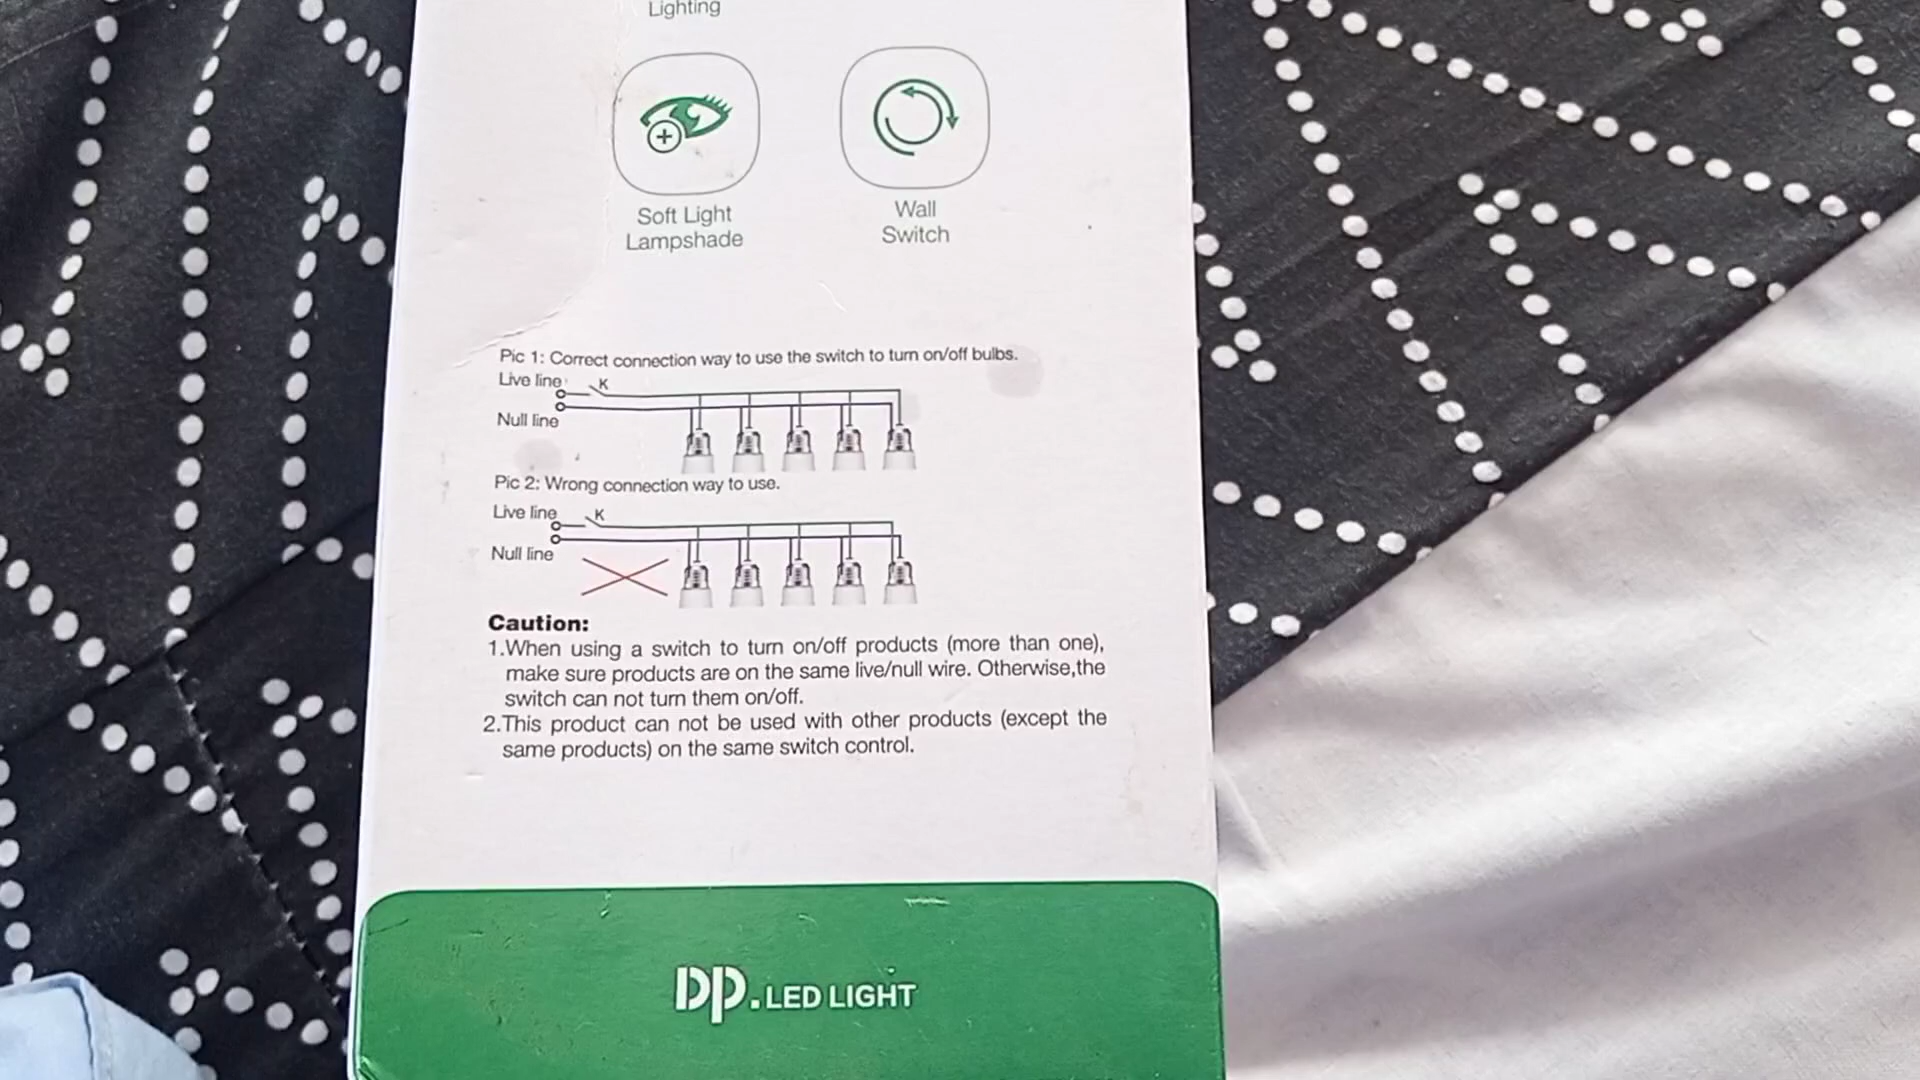 Lighting
Soft Light
Lampshade
Wall
Switch
Pic 1: Correct connection way to use the switch to turn on/off bulbs.
Live line
K
Null line
Pic 2: Wrong connection way to use.
Live line
K
Null line
Caution:
1.When using a switch to turn on/off products (more than one),
make sure products are on the same live/null wire. Otherwise,the
switch can not turn them on/off.
2.This product can not be used with other products (except the
same products) on the same switch control.
DP.LED LIGHT